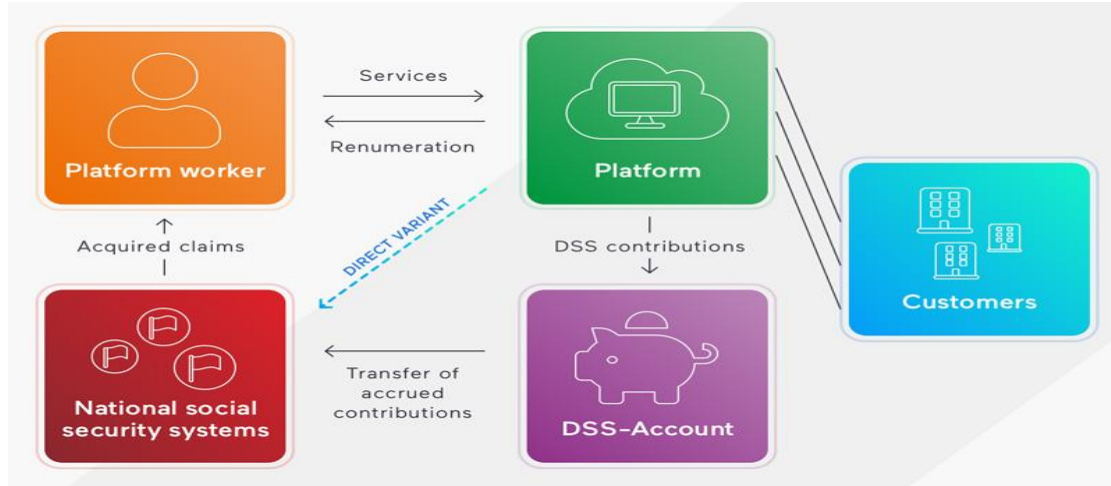 Services
Renumeration
Platform worker
Platform
Acquired claims
DIRECT VARIANT
DSS contributions
Customers
National social
security systems
Transfer of
accrued
contributions
DSS-Account